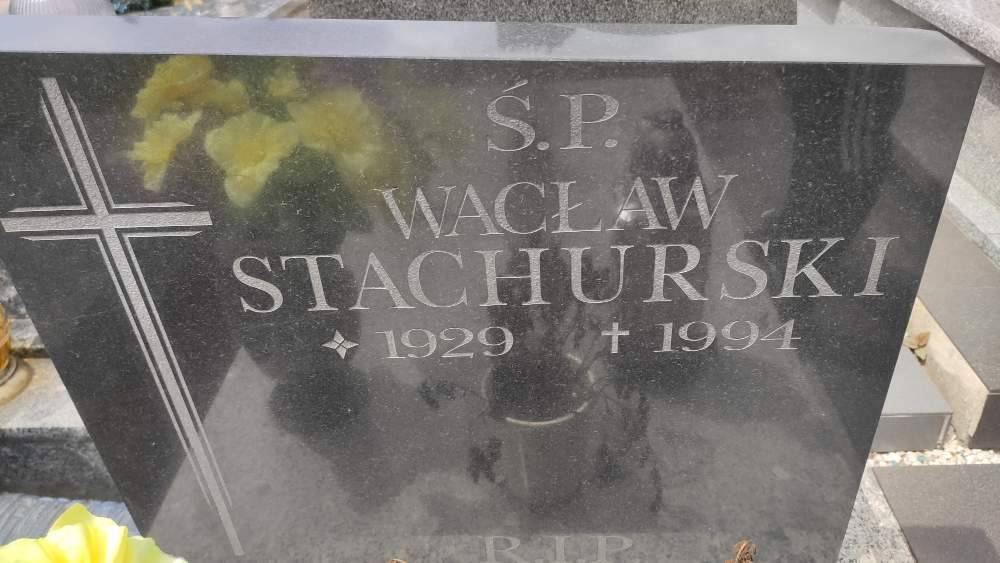 Ś.P.
WACŁAW
STACHURSKI
1929 1994
R.I.P.